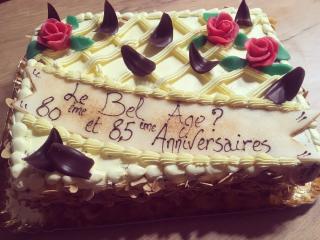 " Le Bel Age ? "
80ème et 85ème Anniversaires